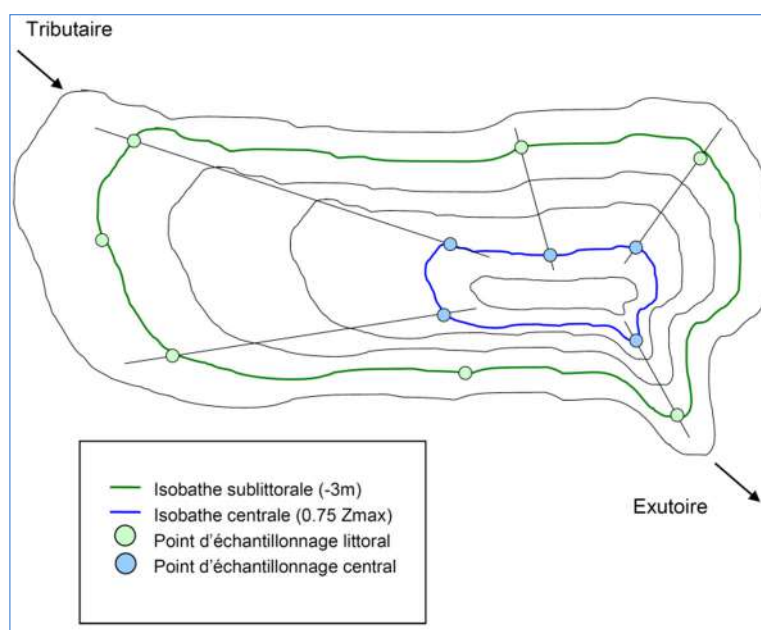 Tributaire
Isobathe sublittorale (-3m)
Isobathe centrale (0.75 Zmax)
Point d'échantillonnage littoral
Point d'échantillonnage central
Exutoire